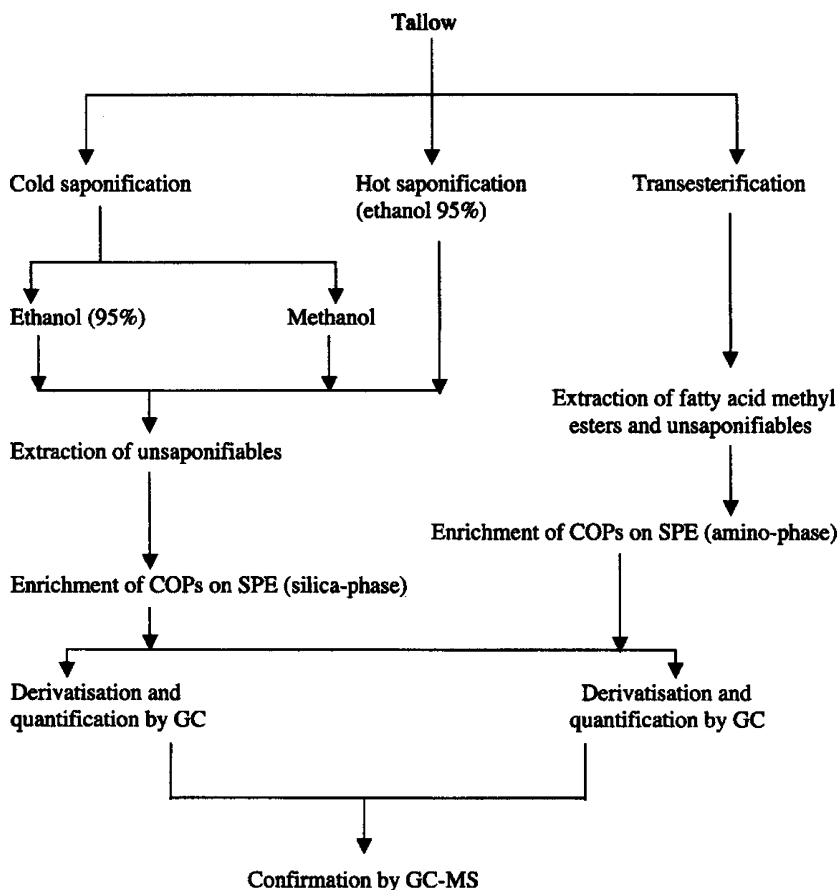 Tallow
Cold saponification
Hot saponification
(ethanol 95%)
Transesterification
Ethanol (95%)
Methanol
Extraction of fatty acid methyl
esters and unsaponifiables
Extraction of unsaponifiables
Enrichment of COPs on SPE (amino-phase)
Enrichment of COPs on SPE (silica-phase)
Derivatisation and
quantification by GC
Derivatisation and
quantification by GC
Confirmation by GC-MS